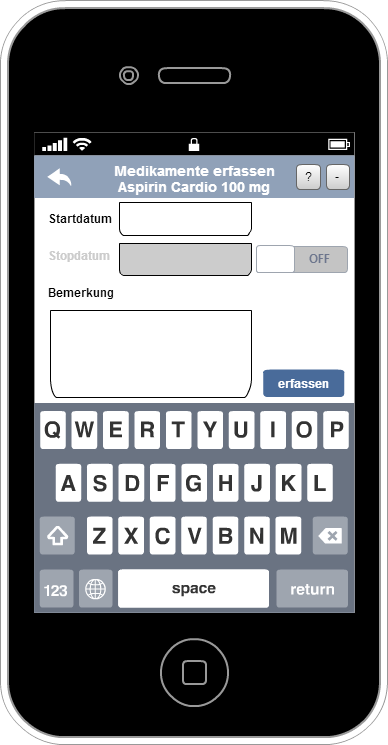 Medikamente erfassen
Aspirin Cardio 100 mg
?
-
Startdatum
Stopdatum
OFF
Bemerkung
erfassen
Q W E R T Y U I O P
A S D F G H J K L
Z X C V B N M
123
space
return